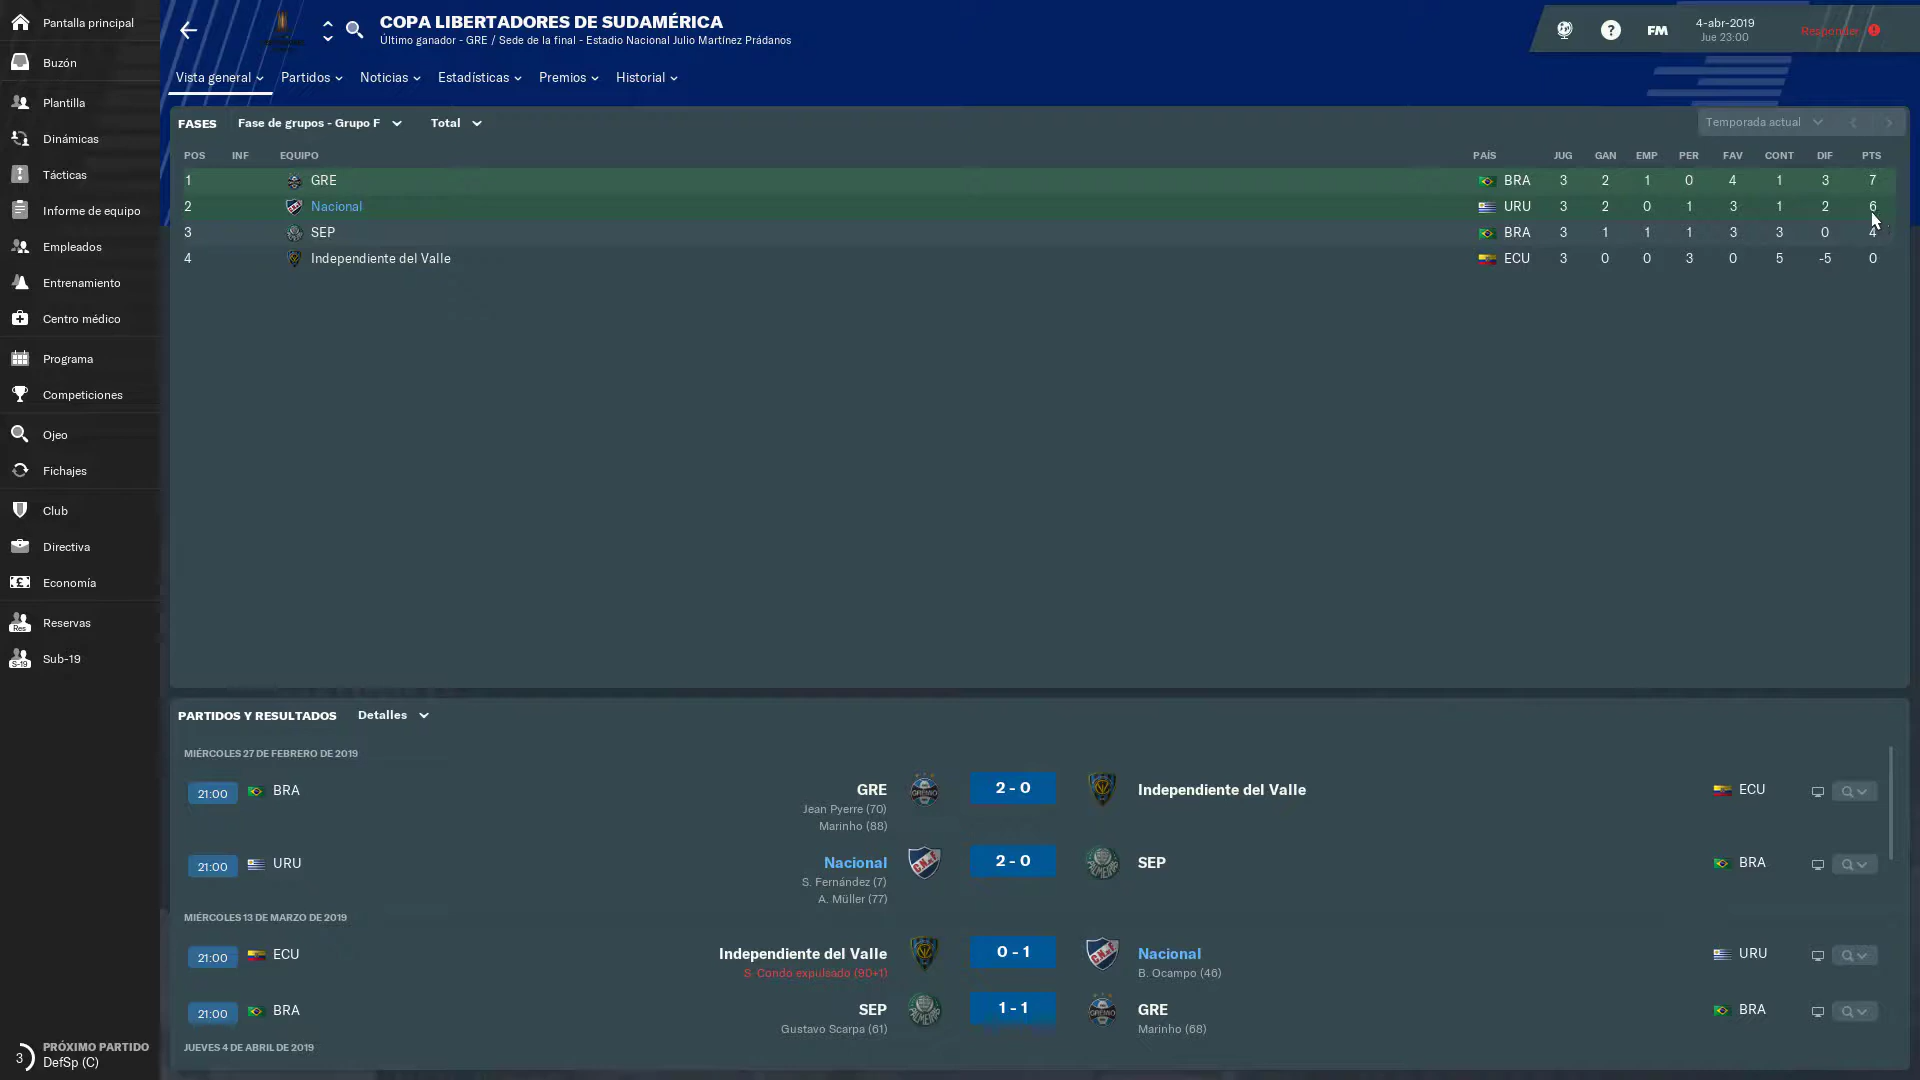 Pantalla principal
Buzón
Plantilla
Dinámicas
Tácticas
Informe de equipo
Empleados
Entrenamiento
Centro médico
Programa
Competiciones
Ojeo
Fichajes
Club
Directiva
Economía
Res
Reservas
S-19
Sub-19
3
PRÓXIMO PARTIDO
DefSp (C)
COPA LIBERTADORES DE SUDAMÉRICA
Último ganador - GRE / Sede de la final - Estadio Nacional Julio Martínez Prádanos
? FM 4-abr-2019 Responder !
Jue 23:00
Vista general Partidos Noticias Estadísticas Premios Historial
FASES Fase de grupos - Grupo F Total Temporada actual
POS INF EQUIPO PAÍS JUG GAN EMP PER FAV CONT DIF PTS
1 GRE BRA 3 2 1 0 4 1 3 7
2 Nacional URU 3 2 0 1 3 1 2 6
3 SEP BRA 3 1 1 1 3 3 0 4
4 Independiente del Valle ECU 3 0 0 3 0 5 -5 0
PARTIDOS Y RESULTADOS Detalles
MIÉRCOLES 27 DE FEBRERO DE 2019
21:00 BRA GRE 2 - 0 Independiente del Valle ECU
Jean Pyerre (70)
Marinho (88)
21:00 URU Nacional 2 - 0 SEP BRA
S. Fernández (7)
A. Müller (77)
MIÉRCOLES 13 DE MARZO DE 2019
21:00 ECU Independiente del Valle 0 - 1 Nacional URU
S. Condo expulsado (90+1) B. Ocampo (46)
21:00 BRA SEP 1 - 1 GRE BRA
Gustavo Scarpa (61) Marinho (68)
JUEVES 4 DE ABRIL DE 2019